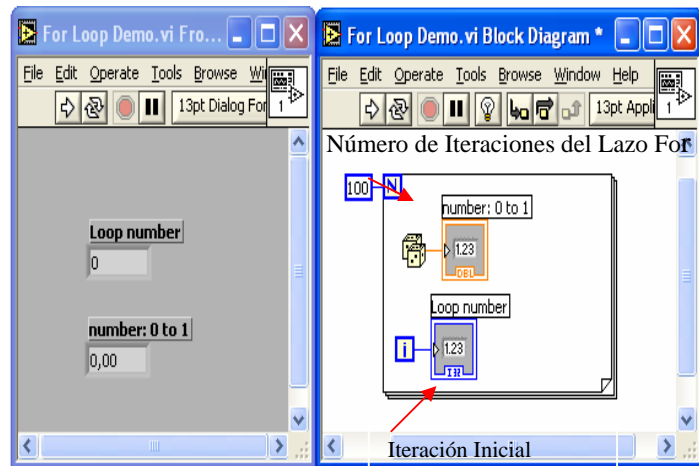 For Loop Demo.vi Fro...
File Edit Operate Tools Browse
13pt Dialog For
1
Loop number
0
number: 0 to 1
0,00
For Loop Demo.vi Block Diagram *
File Edit Operate Tools Browse Window Help
13pt Appli
1
Número de Iteraciones del Lazo For
100
N
number: 0 to 1
1.23
DBL
Loop number
i
1.23
I32
Iteración Inicial